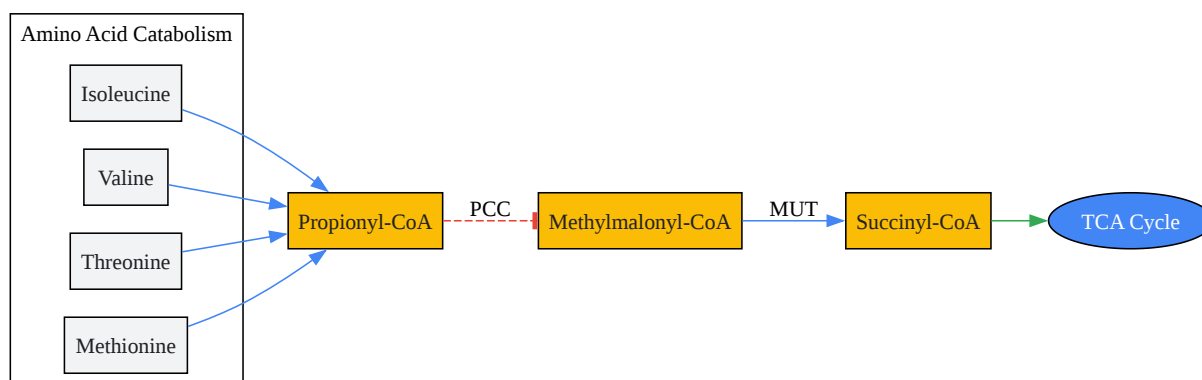 Amino Acid Catabolism
Isoleucine
Valine
Threonine
Methionine
Propionyl-CoA
PCC
Methylmalonyl-CoA
MUT
Succinyl-CoA
TCA Cycle